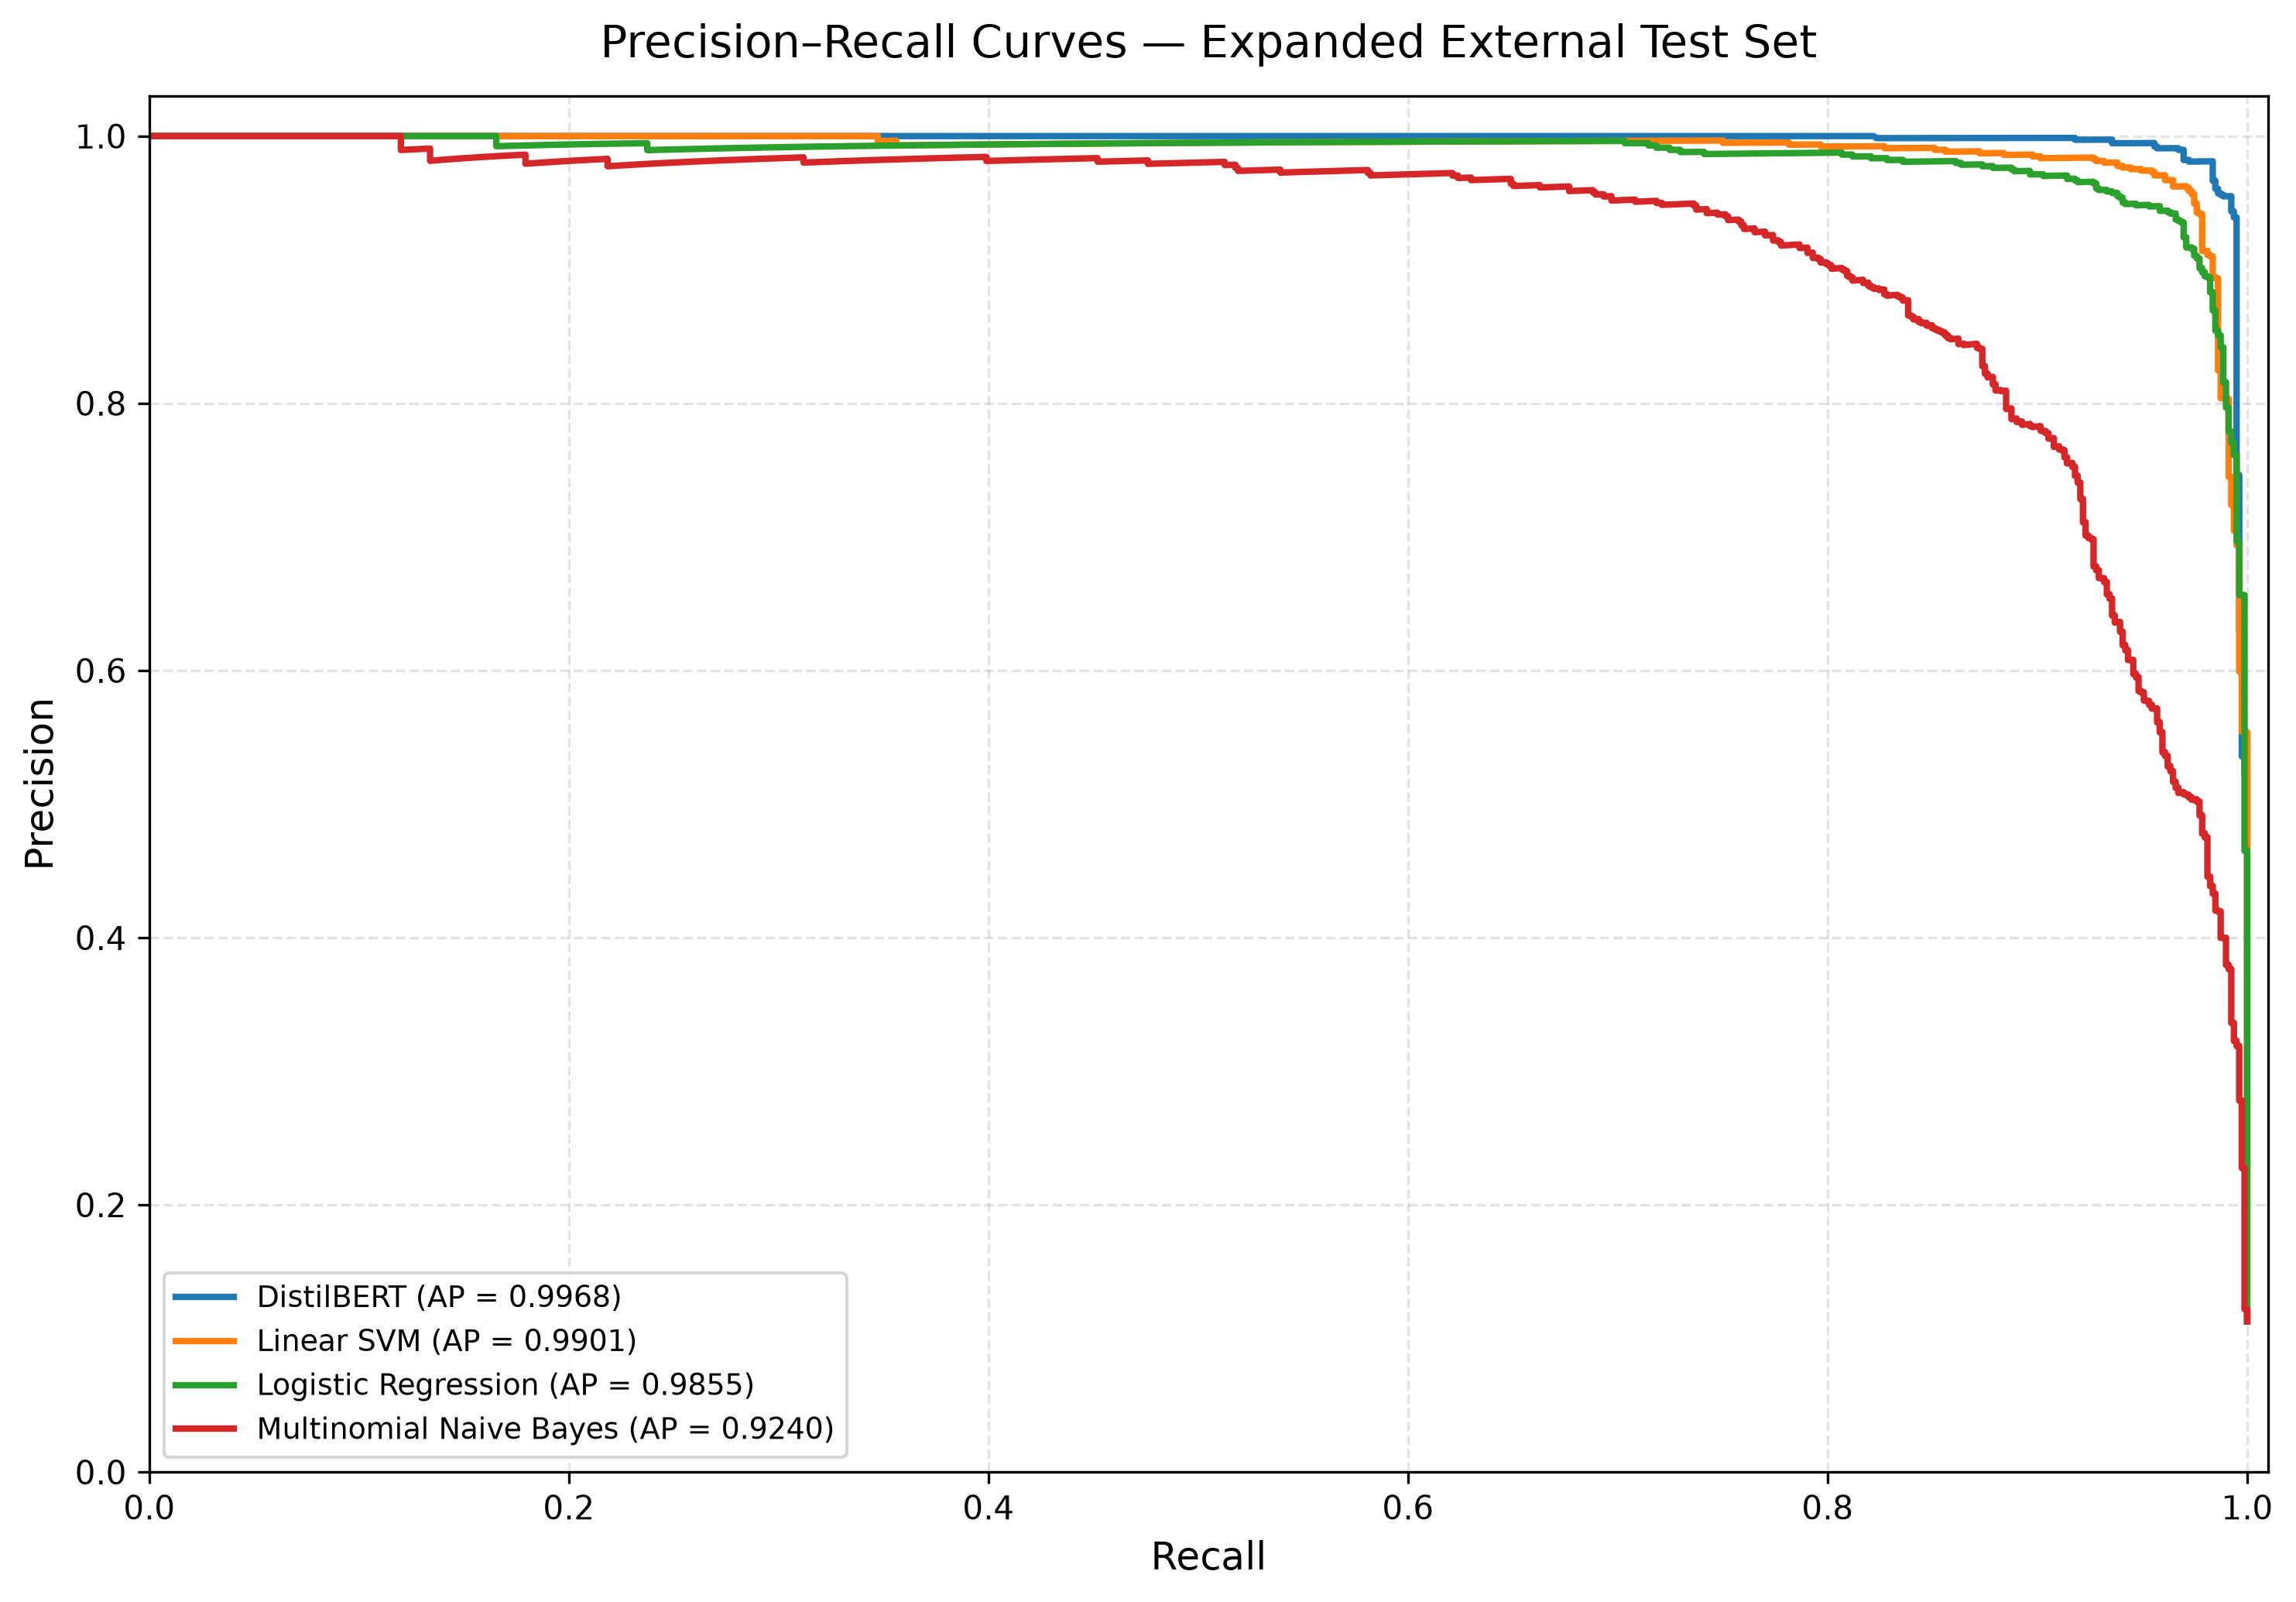 Precision–Recall Curves — Expanded External Test Set
Precision
1.0
0.8
0.6
0.4
0.2
0.0
DistilBERT (AP = 0.9968)
Linear SVM (AP = 0.9901)
Logistic Regression (AP = 0.9855)
Multinomial Naive Bayes (AP = 0.9240)
0.0 0.2 0.4 0.6 0.8 1.0
Recall